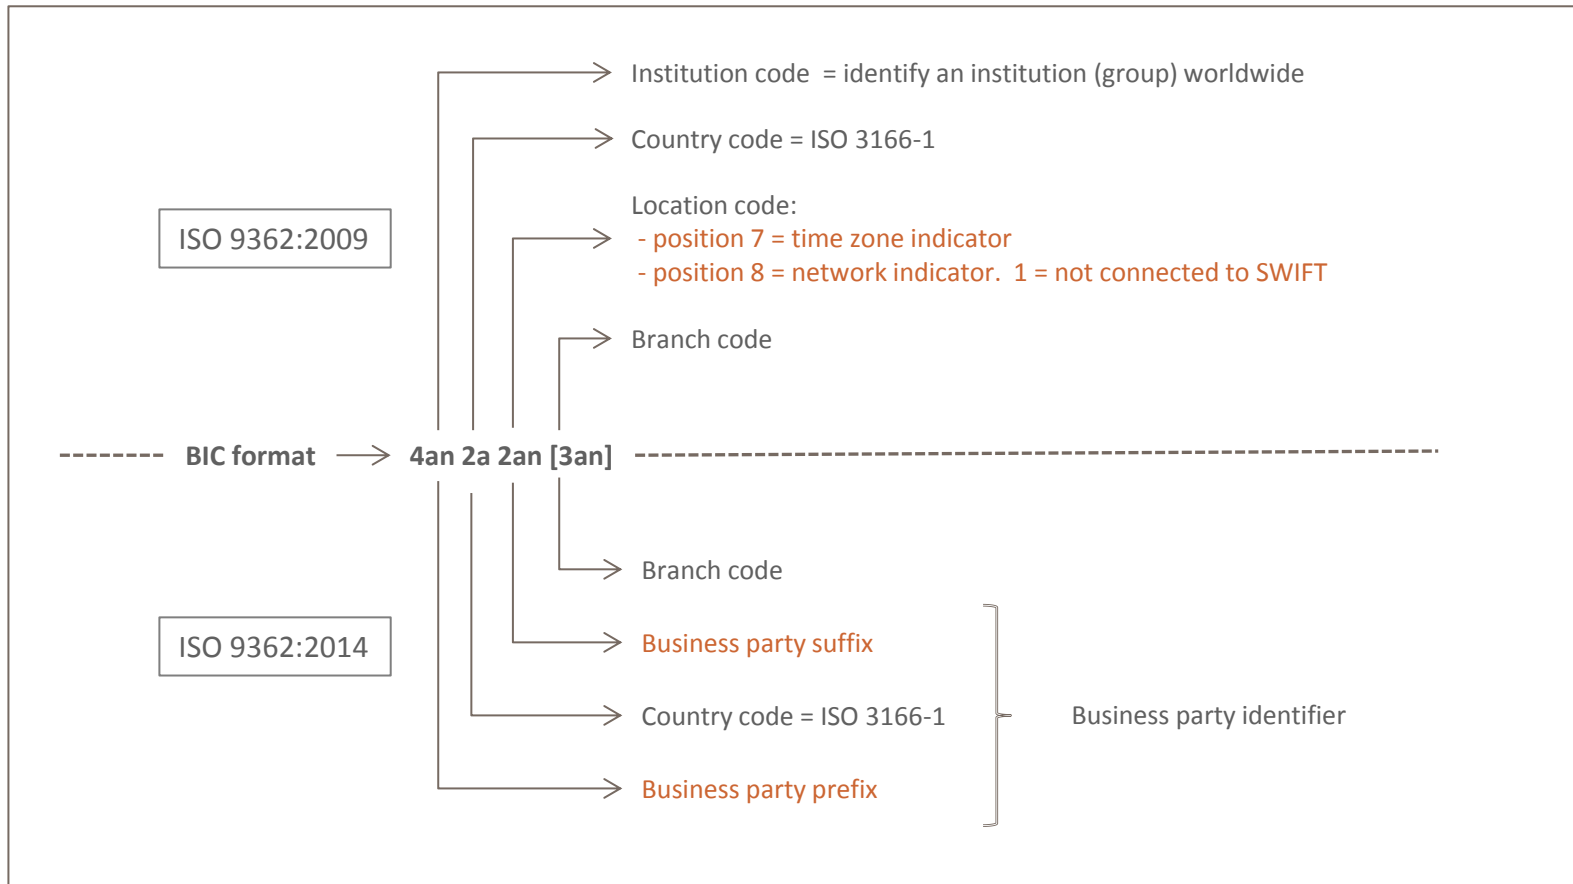 Institution code = identify an institution (group) worldwide
Country code = ISO 3166-1
Location code:
- position 7 = time zone indicator
- position 8 = network indicator. 1 = not connected to SWIFT
ISO 9362:2009
Branch code
BIC format
4an 2a 2an [3an]
Branch code
ISO 9362:2014
Business party suffix
Country code = ISO 3166-1
Business party identifier
Business party prefix